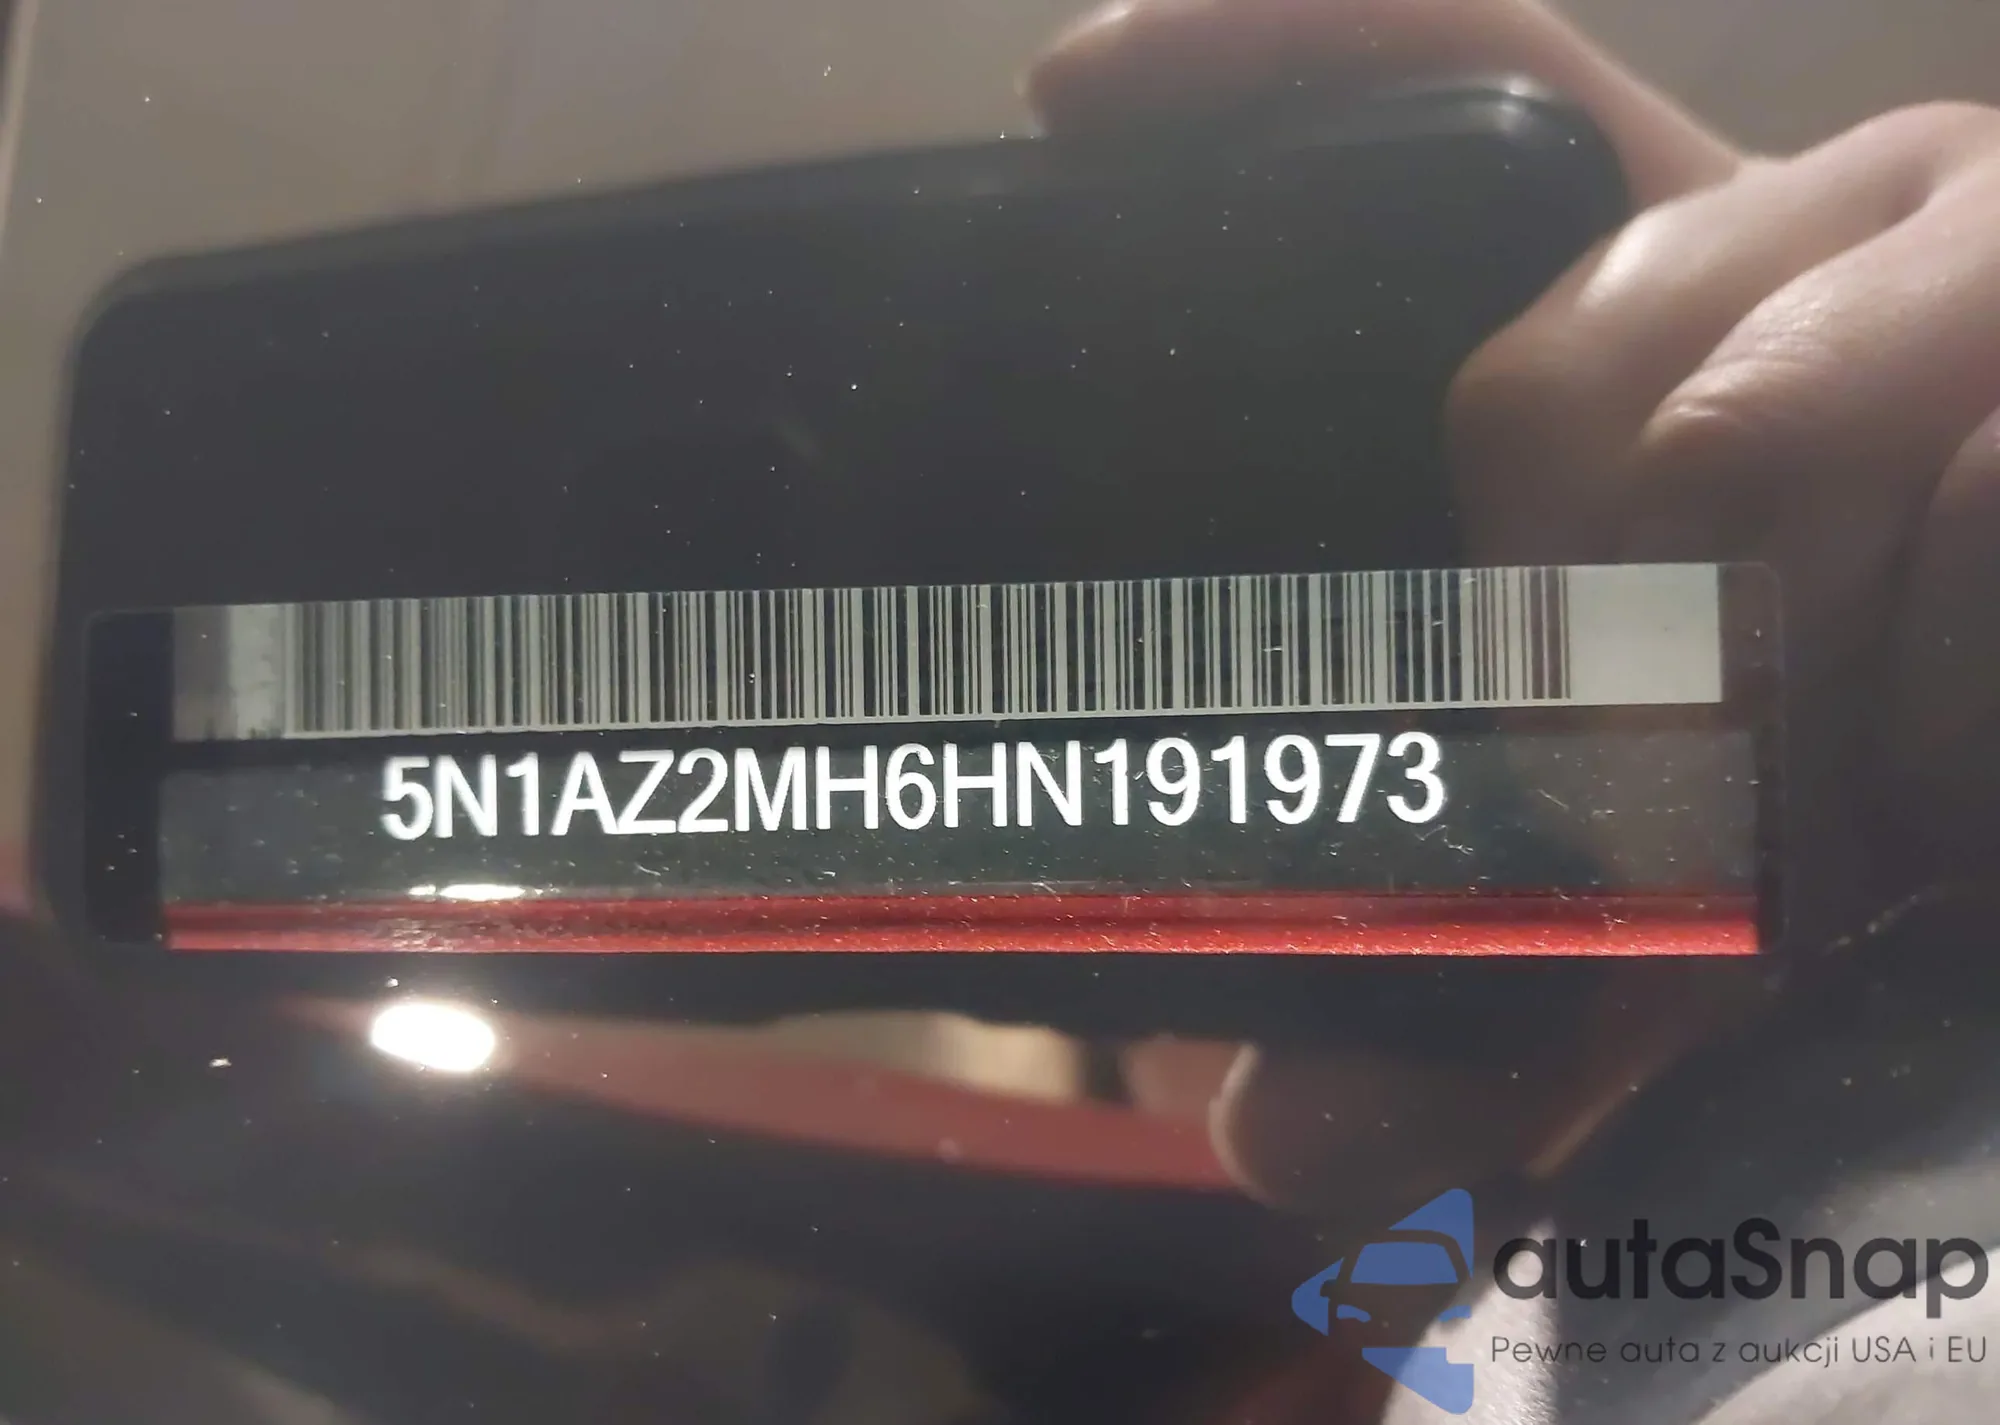 5N1AZ2MH6HN191973
autaSnap
Pewne auta z aukcji USA i EU